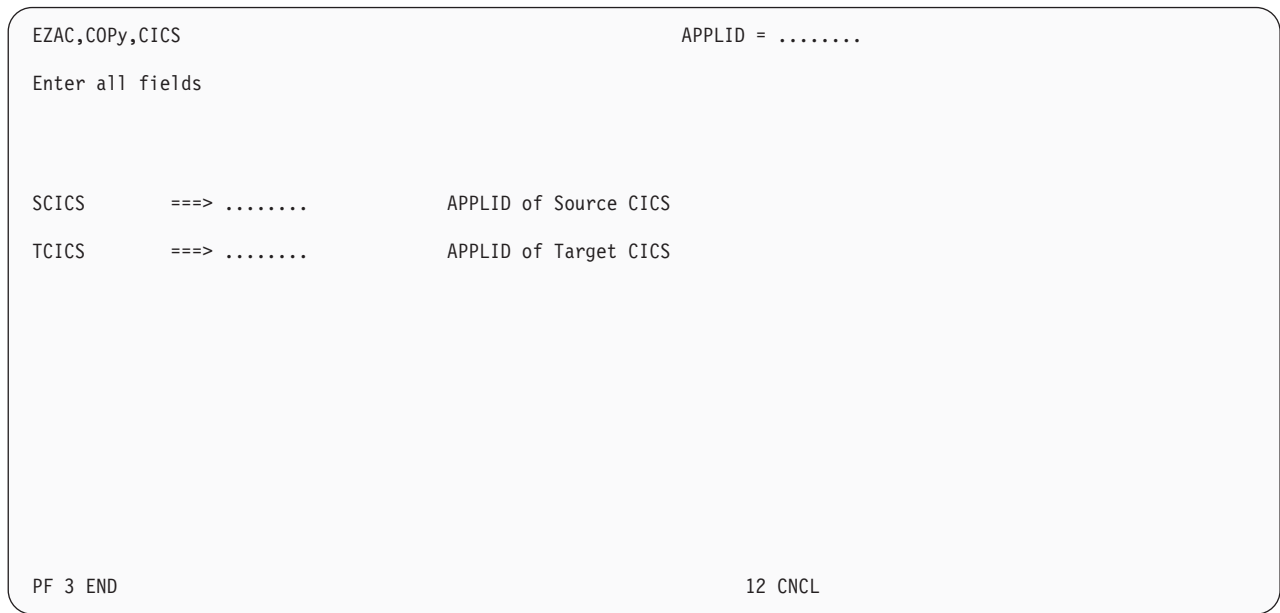 EZAC,COPy,CICS APPLID = ........
Enter all fields
SCICS ===> ........ APPLID of Source CICS
TCICS ===> ........ APPLID of Target CICS
PF 3 END 12 CNCL